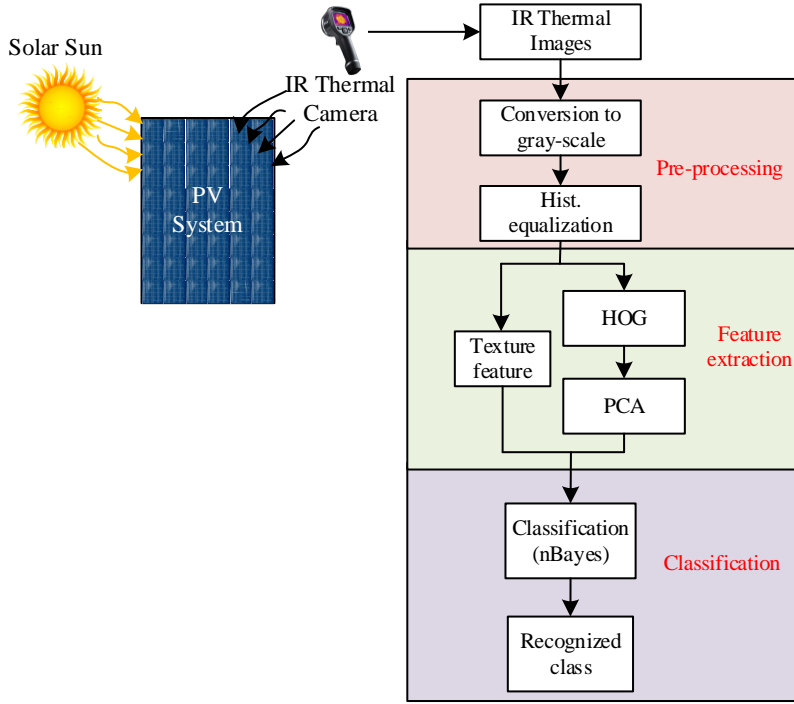 Solar Sun
IR Thermal
Camera
PV
System
IR Thermal
Images
Conversion to
gray-scale
Hist.
equalization
Pre-processing
Texture
feature
HOG
PCA
Feature
extraction
Classification
(nBayes)
Recognized
class
Classification